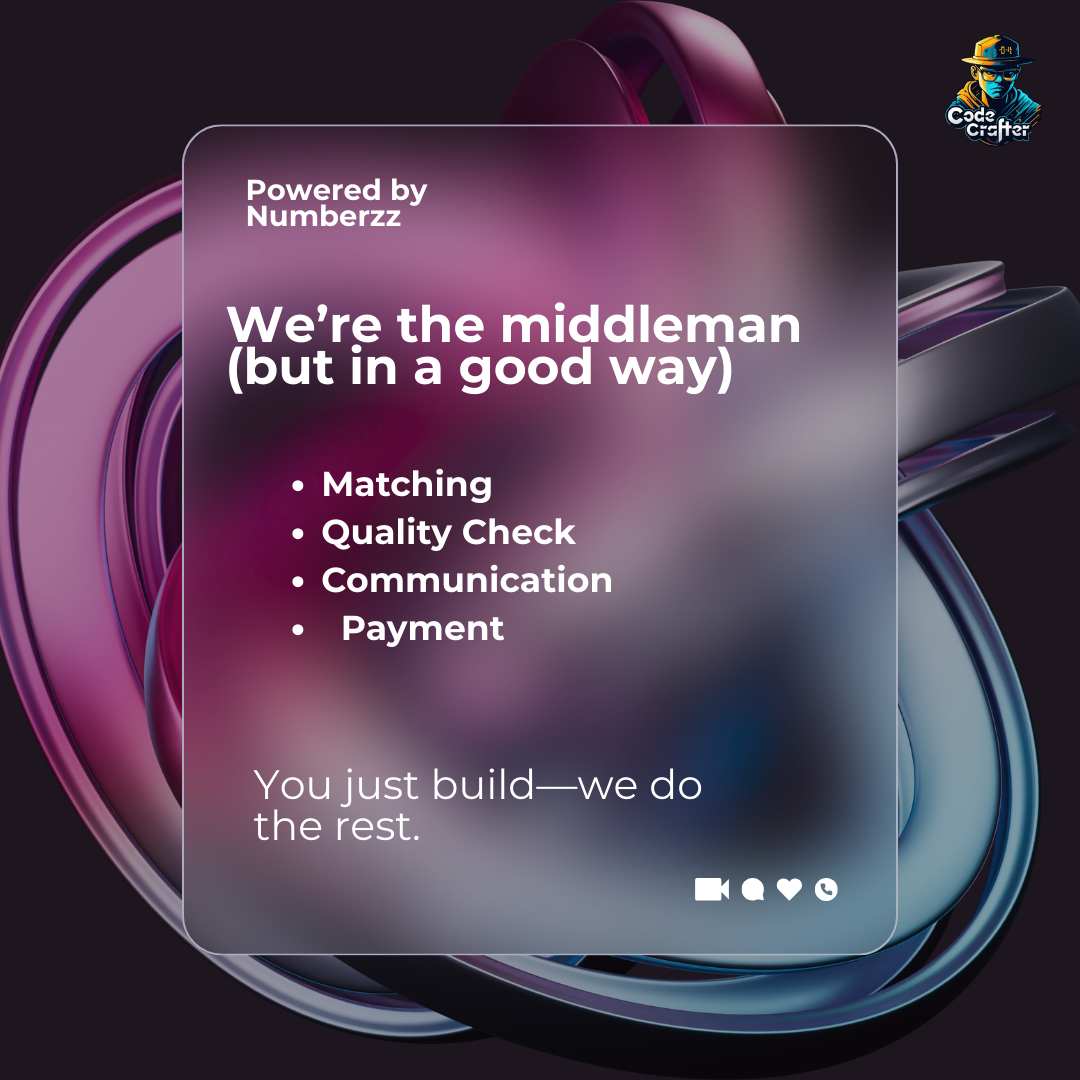 04
Code
Crafter
Powered by
Numberzz
We’re the middleman
(but in a good way)
• Matching
• Quality Check
• Communication
• Payment
You just build—we do
the rest.